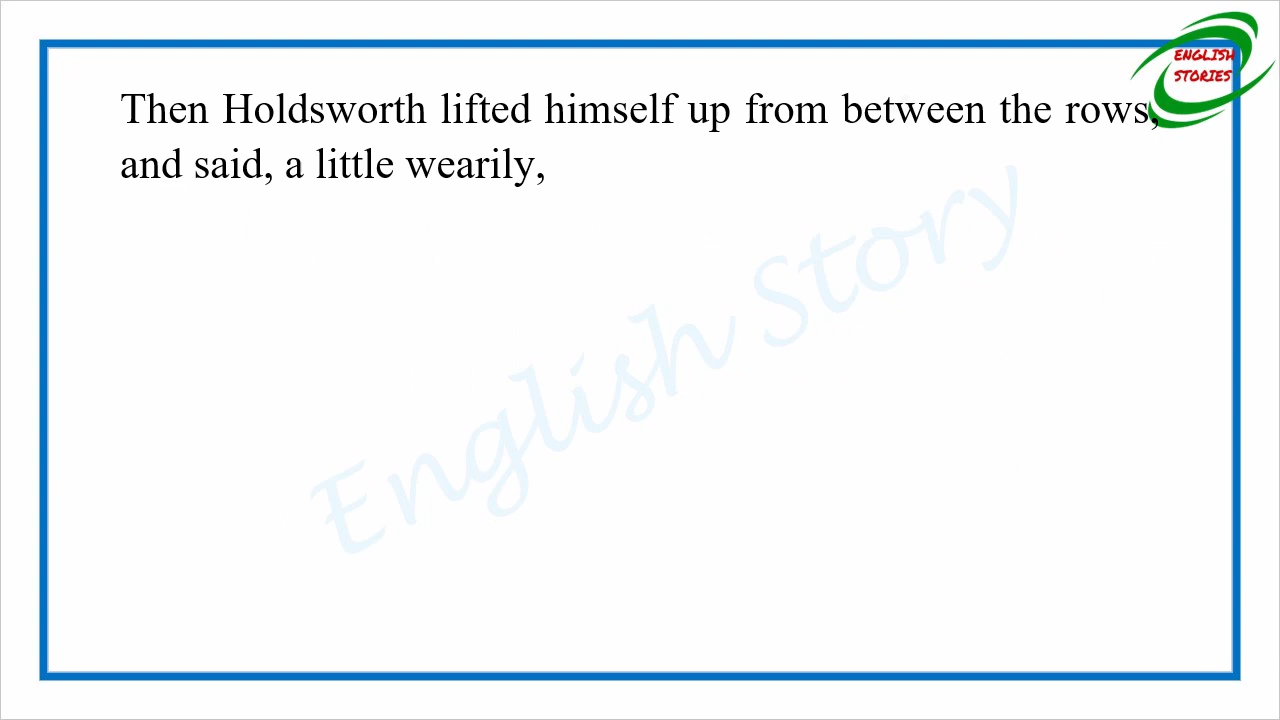 ENGLISH
STORIES
Then Holdsworth lifted himself up from between the rows,
and said, a little wearily,
English Story